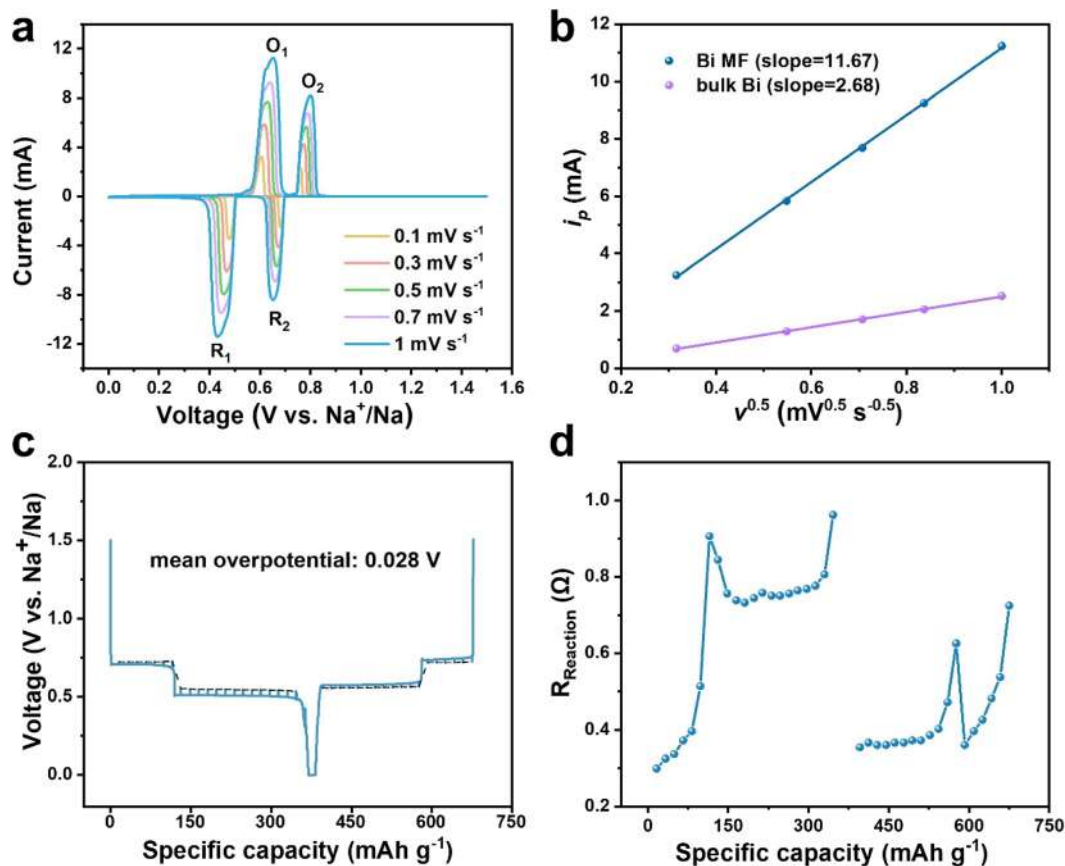 a
12
8
4
0
-4
-8
-12
Current (mA)
O₁
O₂
R₁
R₂
0.1 mV s⁻¹
0.3 mV s⁻¹
0.5 mV s⁻¹
0.7 mV s⁻¹
1 mV s⁻¹
0.0 0.2 0.4 0.6 0.8 1.0 1.2 1.4 1.6
Voltage (V vs. Na⁺/Na)
b
12
10
8
6
4
2
0
iₚ (mA)
Bi MF (slope=11.67)
bulk Bi (slope=2.68)
0.2 0.4 0.6 0.8 1.0
v⁰·⁵ (mV⁰·⁵ s⁻⁰·⁵)
c
2.0
1.5
1.0
0.5
0.0
Voltage (V vs. Na⁺/Na)
mean overpotential: 0.028 V
0 150 300 450 600 750
Specific capacity (mAh g⁻¹)
d
1.0
0.8
0.6
0.4
0.2
R_Reaction (Ω)
0 150 300 450 600 750
Specific capacity (mAh g⁻¹)